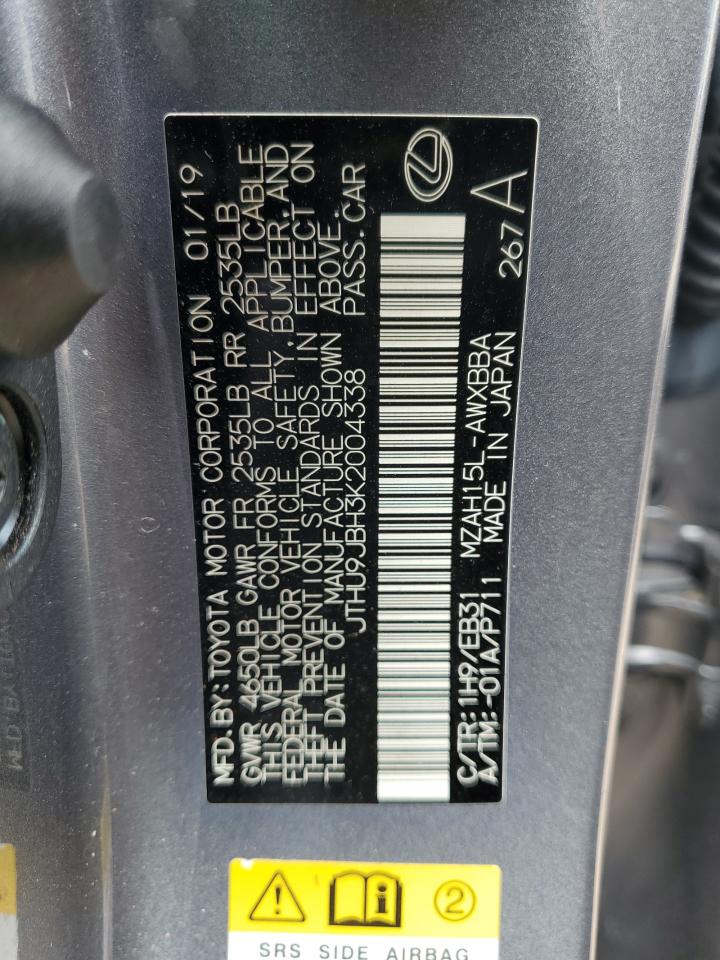 MFD.BY:TOYOTA MOTOR CORPORATION 01/19
GVWR 4650LB GAWR FR 2535LB RR 2535LB
THIS VEHICLE CONFORMS TO ALL APPLICABLE
FEDERAL MOTOR VEHICLE SAFETY,BUMPER,AND
THEFT PREVENTION STANDARDS IN EFFECT ON
THE DATE OF MANUFACTURE SHOWN ABOVE.
JTHU9JBH3K2004338 PASS.CAR
C/TR:1H9/EB31 MZAH15L-AWXBBA
A/TM:-01A/P711 MADE IN JAPAN
267 A
2
SRS SIDE AIRBAG